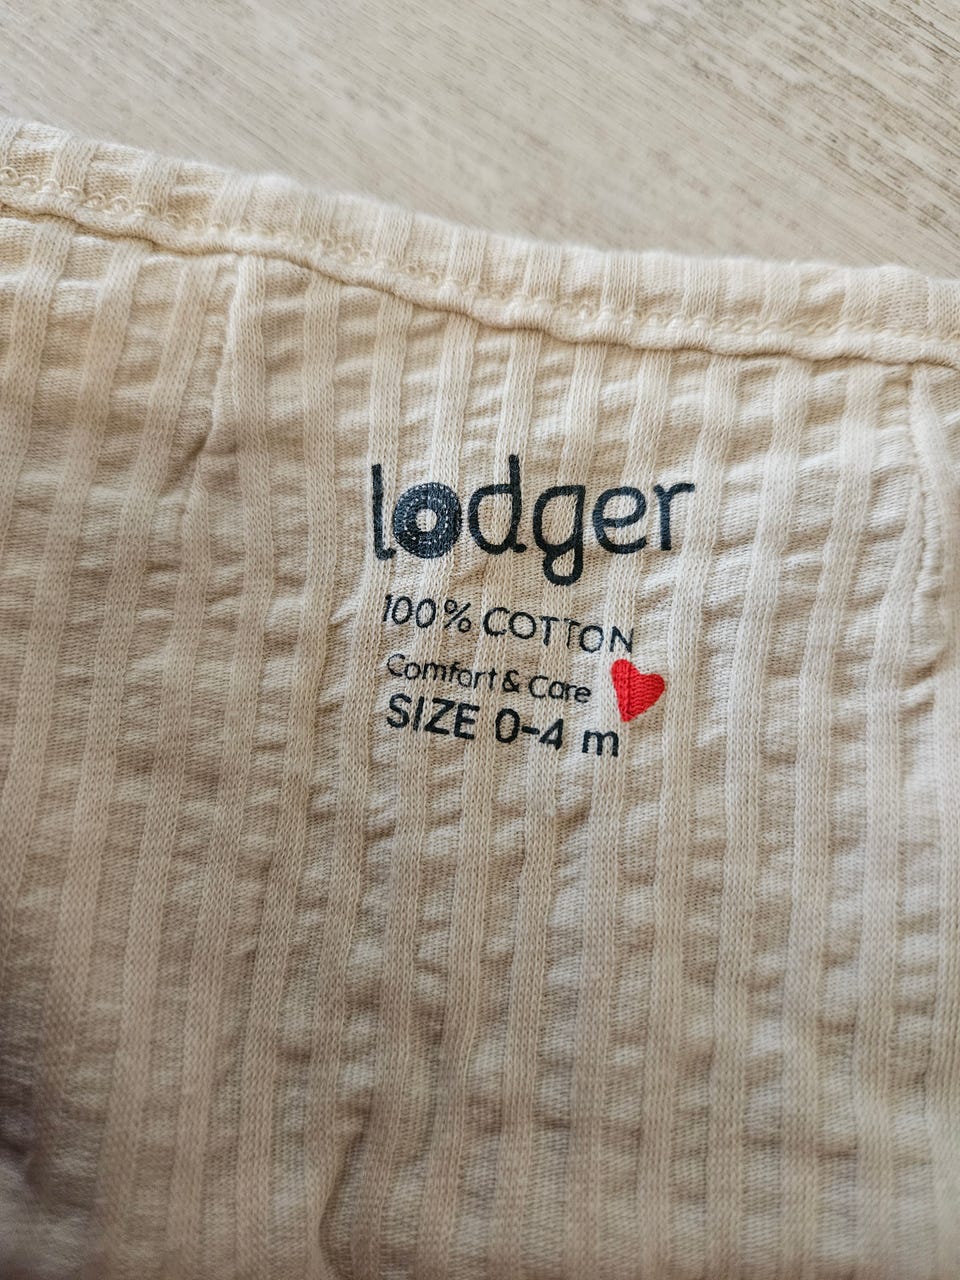 lodger
100% COTTON
Comfort & Care
SIZE 0-4 m